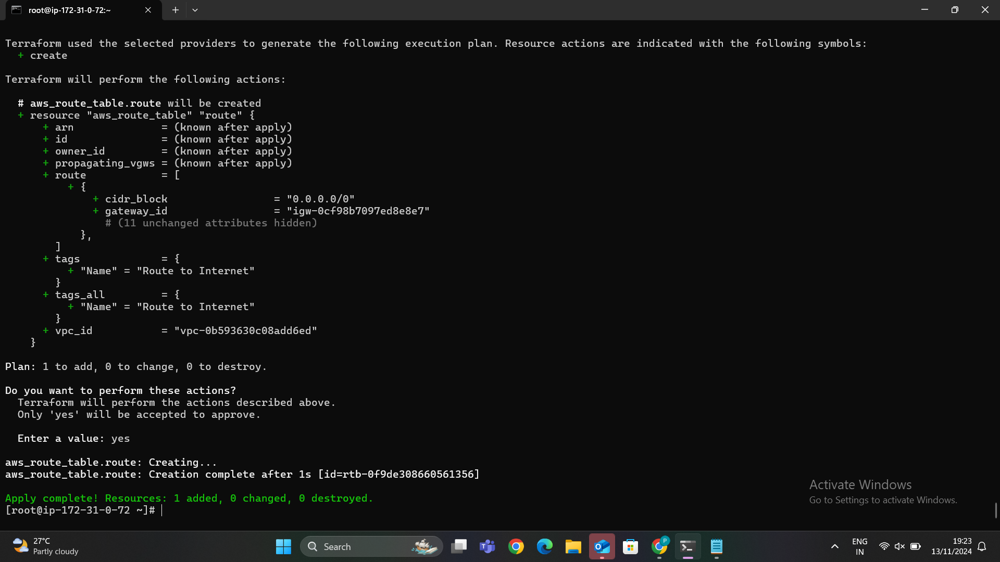 root@ip-172-31-0-72:~
Terraform used the selected providers to generate the following execution plan. Resource actions are indicated with the following symbols:
  + create
Terraform will perform the following actions:
  # aws_route_table.route will be created
  + resource "aws_route_table" "route" {
      + arn              = (known after apply)
      + id               = (known after apply)
      + owner_id         = (known after apply)
      + propagating_vgws = (known after apply)
      + route            = [
          + {
              + cidr_block                 = "0.0.0.0/0"
              + gateway_id                 = "igw-0cf98b7097ed8e8e7"
                # (11 unchanged attributes hidden)
            },
        ]
      + tags             = {
          + "Name" = "Route to Internet"
        }
      + tags_all         = {
          + "Name" = "Route to Internet"
        }
      + vpc_id           = "vpc-0b593630c08add6ed"
    }
Plan: 1 to add, 0 to change, 0 to destroy.
Do you want to perform these actions?
  Terraform will perform the actions described above.
  Only 'yes' will be accepted to approve.
  Enter a value: yes
aws_route_table.route: Creating...
aws_route_table.route: Creation complete after 1s [id=rtb-0f9de308660561356]
Apply complete! Resources: 1 added, 0 changed, 0 destroyed.
[root@ip-172-31-0-72 ~]#
Activate Windows
Go to Settings to activate Windows.
27°C
Partly cloudy
Search
P
ENG
IN
19:23
13/11/2024